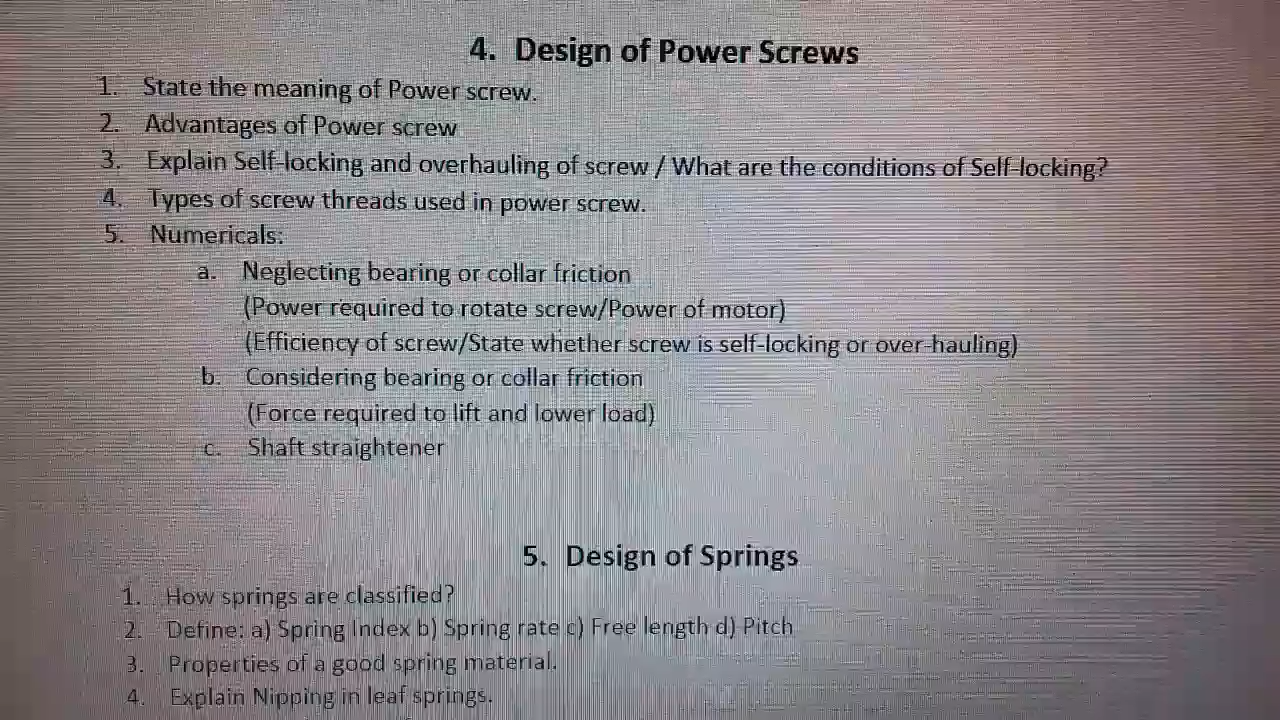 4. Design of Power Screws
1. State the meaning of Power screw.
2. Advantages of Power screw
3. Explain Self-locking and overhauling of screw / What are the conditions of Self-locking?
4. Types of screw threads used in power screw.
5. Numericals:
a. Neglecting bearing or collar friction
(Power required to rotate screw/Power of motor)
(Efficiency of screw/State whether screw is self-locking or over-hauling)
b. Considering bearing or collar friction
(Force required to lift and lower load)
c. Shaft straightener
5. Design of Springs
1. How springs are classified?
2. Define: a) Spring Index b) Spring rate c) Free length d) Pitch
3. Properties of a good spring material.
4. Explain Nipping in leaf springs.